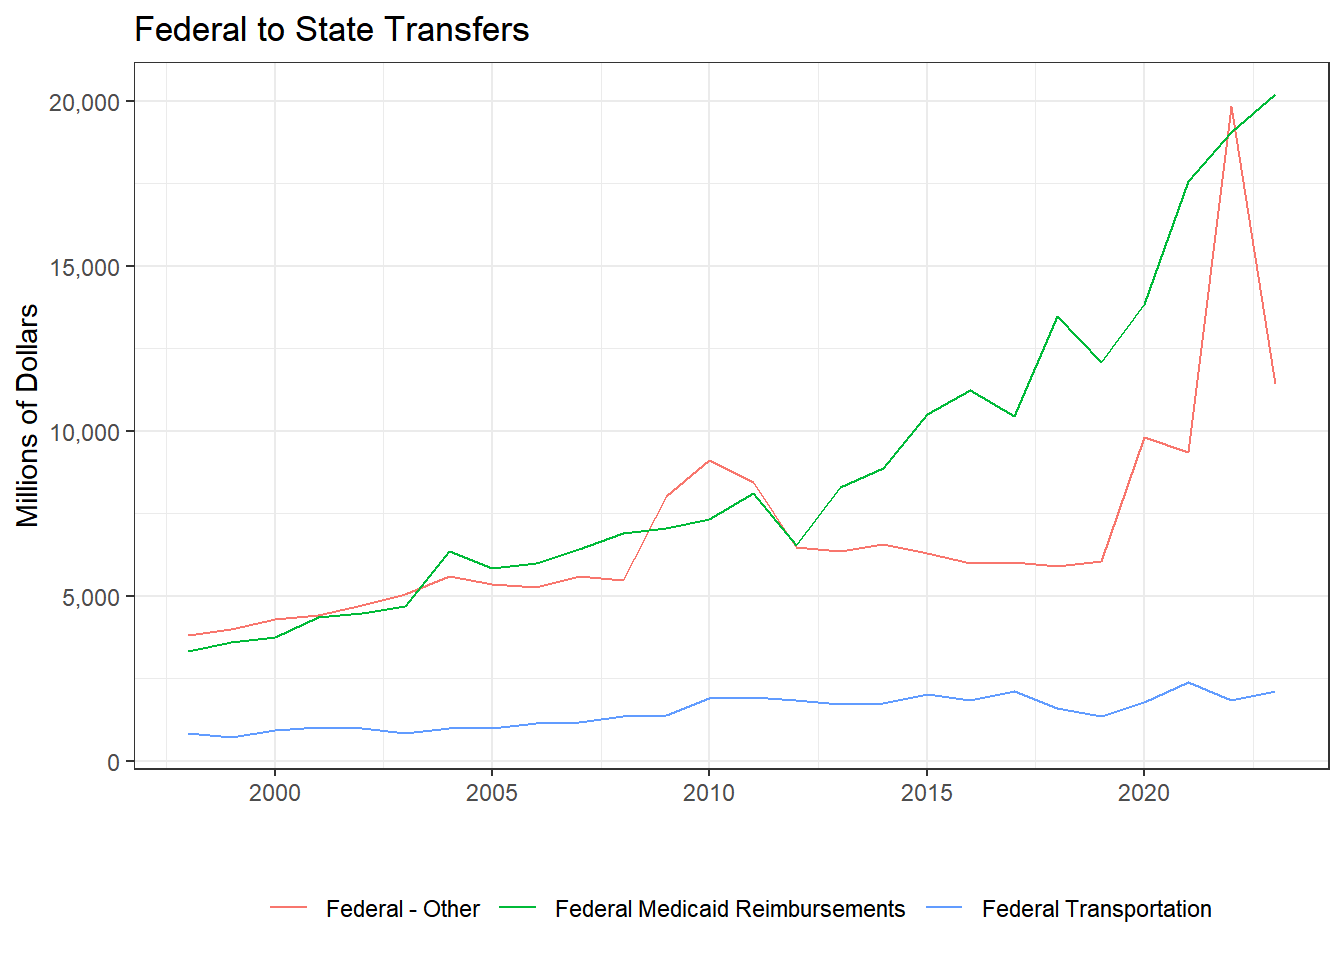 Federal to State Transfers
Millions of Dollars
20,000
15,000
10,000
5,000
0
2000 2005 2010 2015 2020
Federal - Other Federal Medicaid Reimbursements Federal Transportation